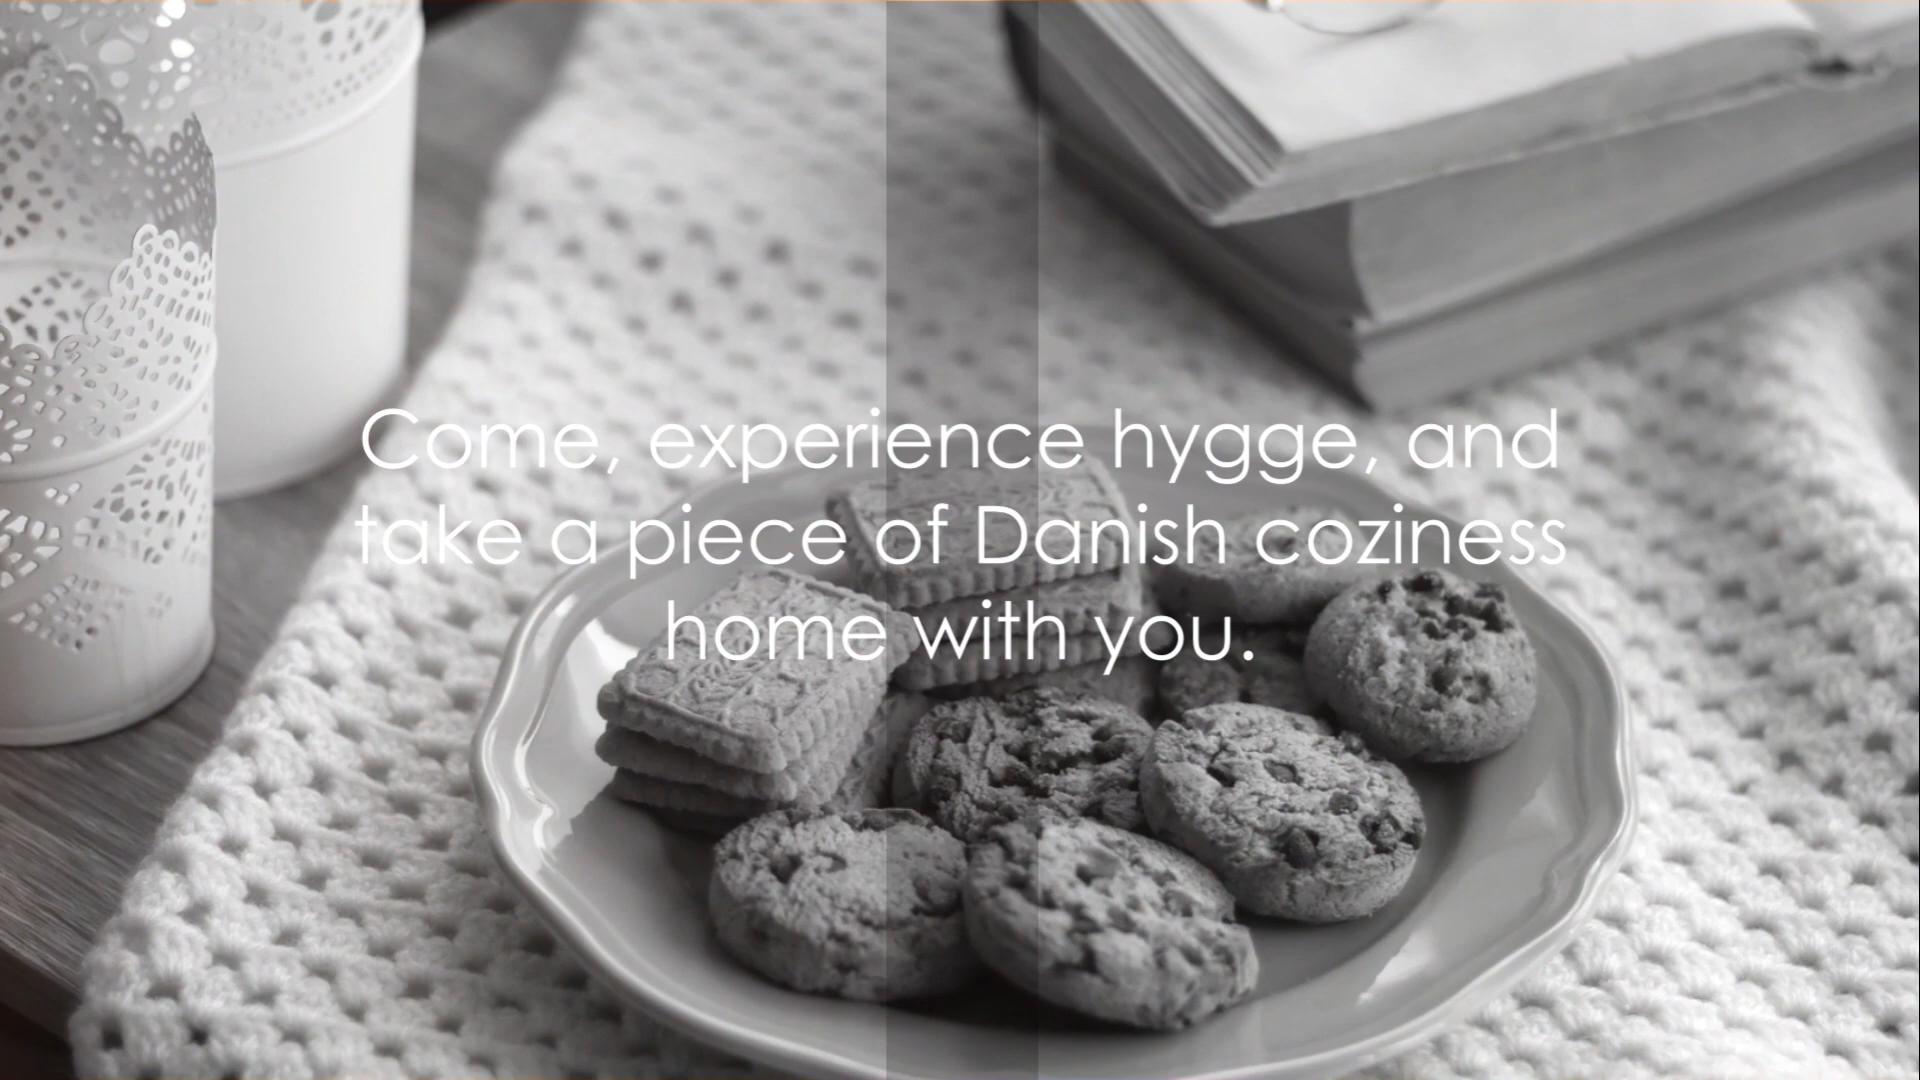 Come, experience hygge, and
take a piece of Danish coziness
home with you.